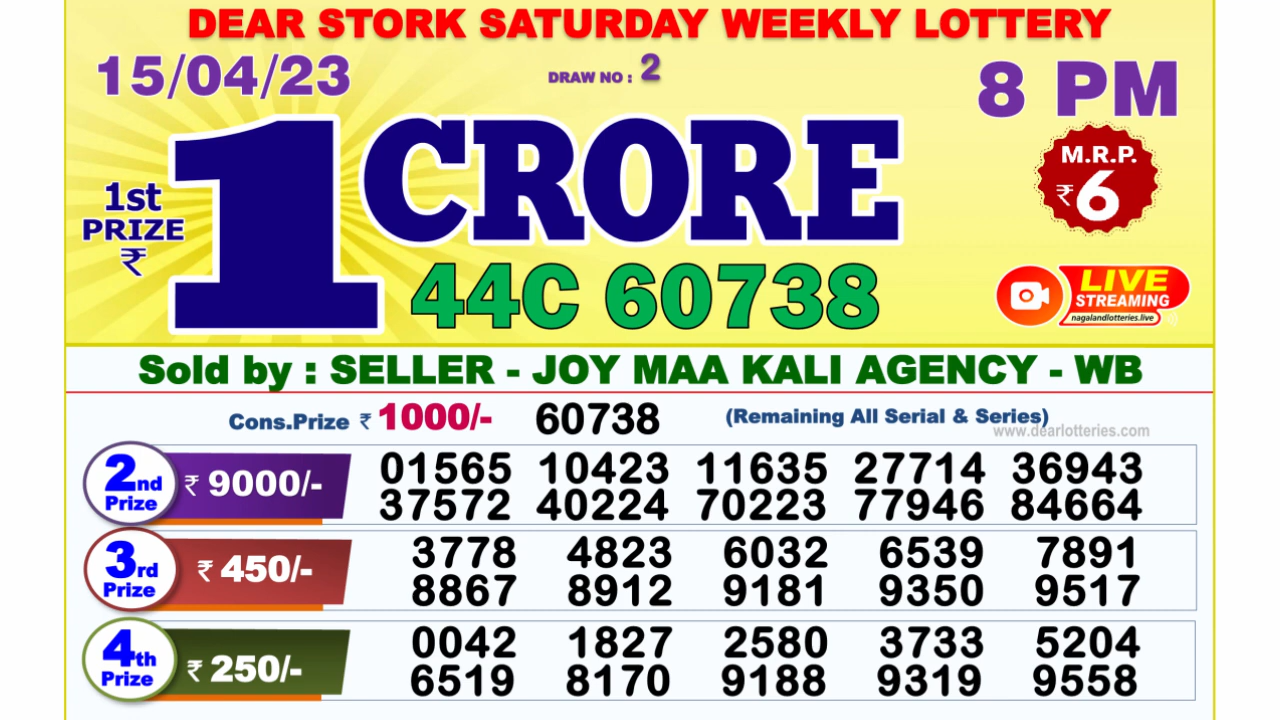 DEAR STORK SATURDAY WEEKLY LOTTERY
15/04/23 DRAW NO : 2 8 PM
1st PRIZE ₹ 1 CRORE
M.R.P. ₹6
44C 60738
LIVE STREAMING
nagalandlotteries.live
Sold by : SELLER - JOY MAA KALI AGENCY - WB
Cons.Prize ₹ 1000/- 60738 (Remaining All Serial & Series)
www.dearlotteries.com
2nd Prize ₹ 9000/-
01565 10423 11635 27714 36943
37572 40224 70223 77946 84664
3rd Prize ₹ 450/-
3778 4823 6032 6539 7891
8867 8912 9181 9350 9517
4th Prize ₹ 250/-
0042 1827 2580 3733 5204
6519 8170 9188 9319 9558